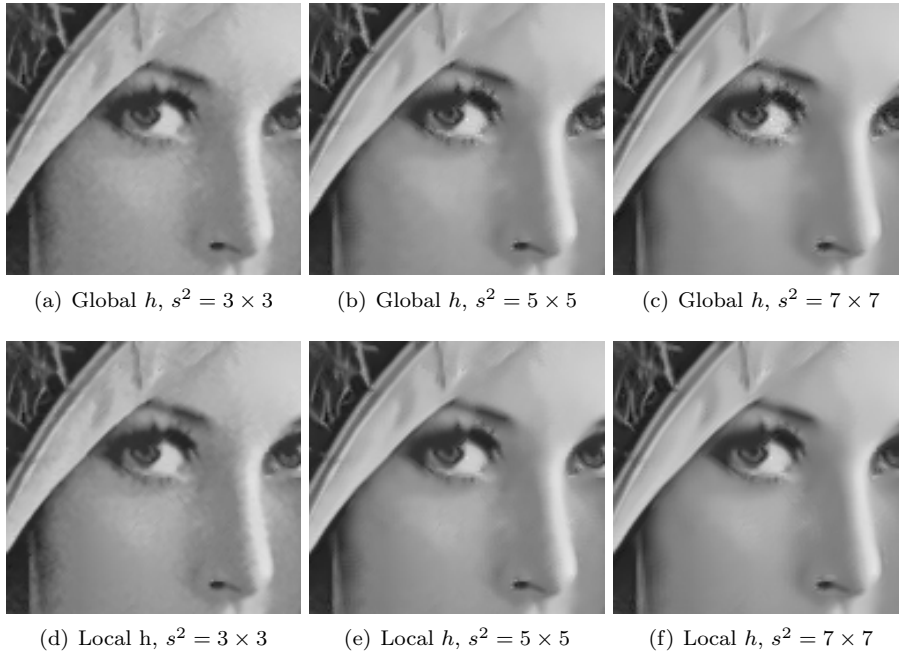 (a) Global h, s² = 3 × 3
(b) Global h, s² = 5 × 5
(c) Global h, s² = 7 × 7
(d) Local h, s² = 3 × 3
(e) Local h, s² = 5 × 5
(f) Local h, s² = 7 × 7